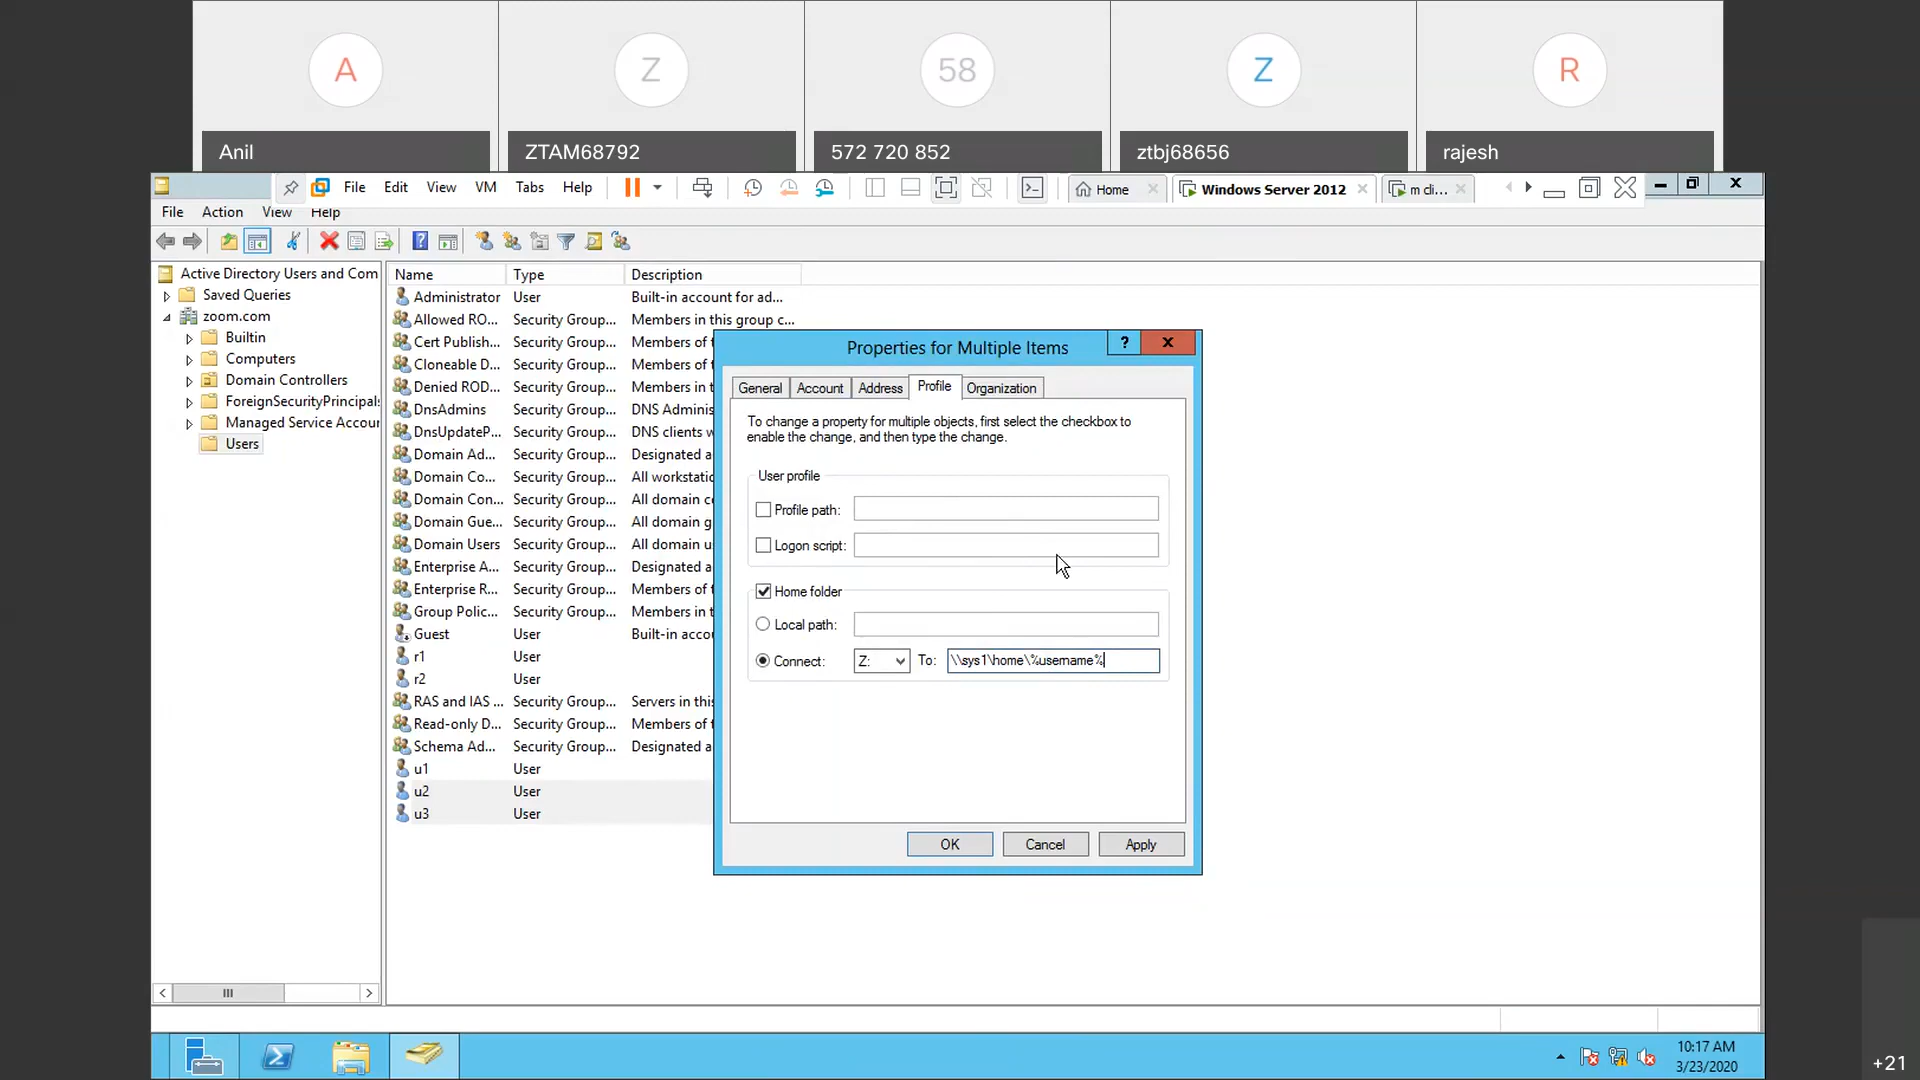 A
Z
58
Z
R
Anil
ZTAM68792
572 720 852
ztbj68656
rajesh
File Edit View VM Tabs Help
Home
Windows Server 2012
m cli...
File Action View Help
Active Directory Users and Com
Saved Queries
zoom.com
Builtin
Computers
Domain Controllers
ForeignSecurityPrincipals
Managed Service Accour
Users
Name Type Description
Administrator User Built-in account for ad...
Allowed RO... Security Group... Members in this group c...
Cert Publish... Security Group... Members of t
Cloneable D... Security Group... Members of t
Denied ROD... Security Group... Members in t
DnsAdmins Security Group... DNS Adminis
DnsUpdateP... Security Group... DNS clients w
Domain Ad... Security Group... Designated a
Domain Co... Security Group... All workstatic
Domain Con... Security Group... All domain co
Domain Gue... Security Group... All domain g
Domain Users Security Group... All domain u
Enterprise A... Security Group... Designated a
Enterprise R... Security Group... Members of t
Group Polic... Security Group... Members in t
Guest User Built-in accou
r1 User
r2 User
RAS and IAS ... Security Group... Servers in this
Read-only D... Security Group... Members of t
Schema Ad... Security Group... Designated a
u1 User
u2 User
u3 User
Properties for Multiple Items
?
General Account Address Profile Organization
To change a property for multiple objects, first select the checkbox to
enable the change, and then type the change.
User profile
Profile path:
Logon script:
Home folder
Local path:
Connect: Z: To: \\sys1\home\%username%
OK Cancel Apply
10:17 AM
3/23/2020
+21